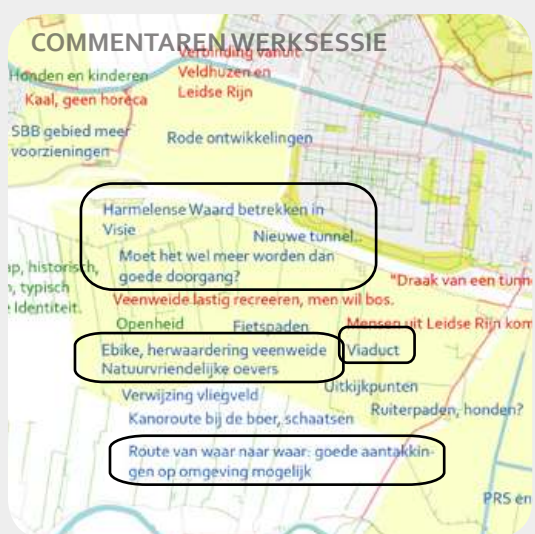 COMMENTAREN WERKSESSIE
Verbinding vanuit
Veldhuzen en
Leidse Rijn
Honden en kinderen
Kaal, geen horeca
SBB gebied meer
voorzieningen
Rode ontwikkelingen
Harmelense Waard betrekken in
Visie
Nieuwe tunnel..
Moet het wel meer worden dan
goede doorgang?
ap, historisch,
, typisch
Identiteit.
"Draak van een tunne
Veenweide lastig recreëren, men wil bos.
Openheid
Fietspaden
Mensen uit Leidse Rijn kom
Ebike, herwaardering veenweide
Natuurvriendelijke oevers
Viaduct
Verwijzing vliegveld
Uitkijkpunten
Kanoroute bij de boer, schaatsen
Ruiterpaden, honden?
Route van waar naar waar: goede aantakkin-
gen op omgeving mogelijk
PRS en